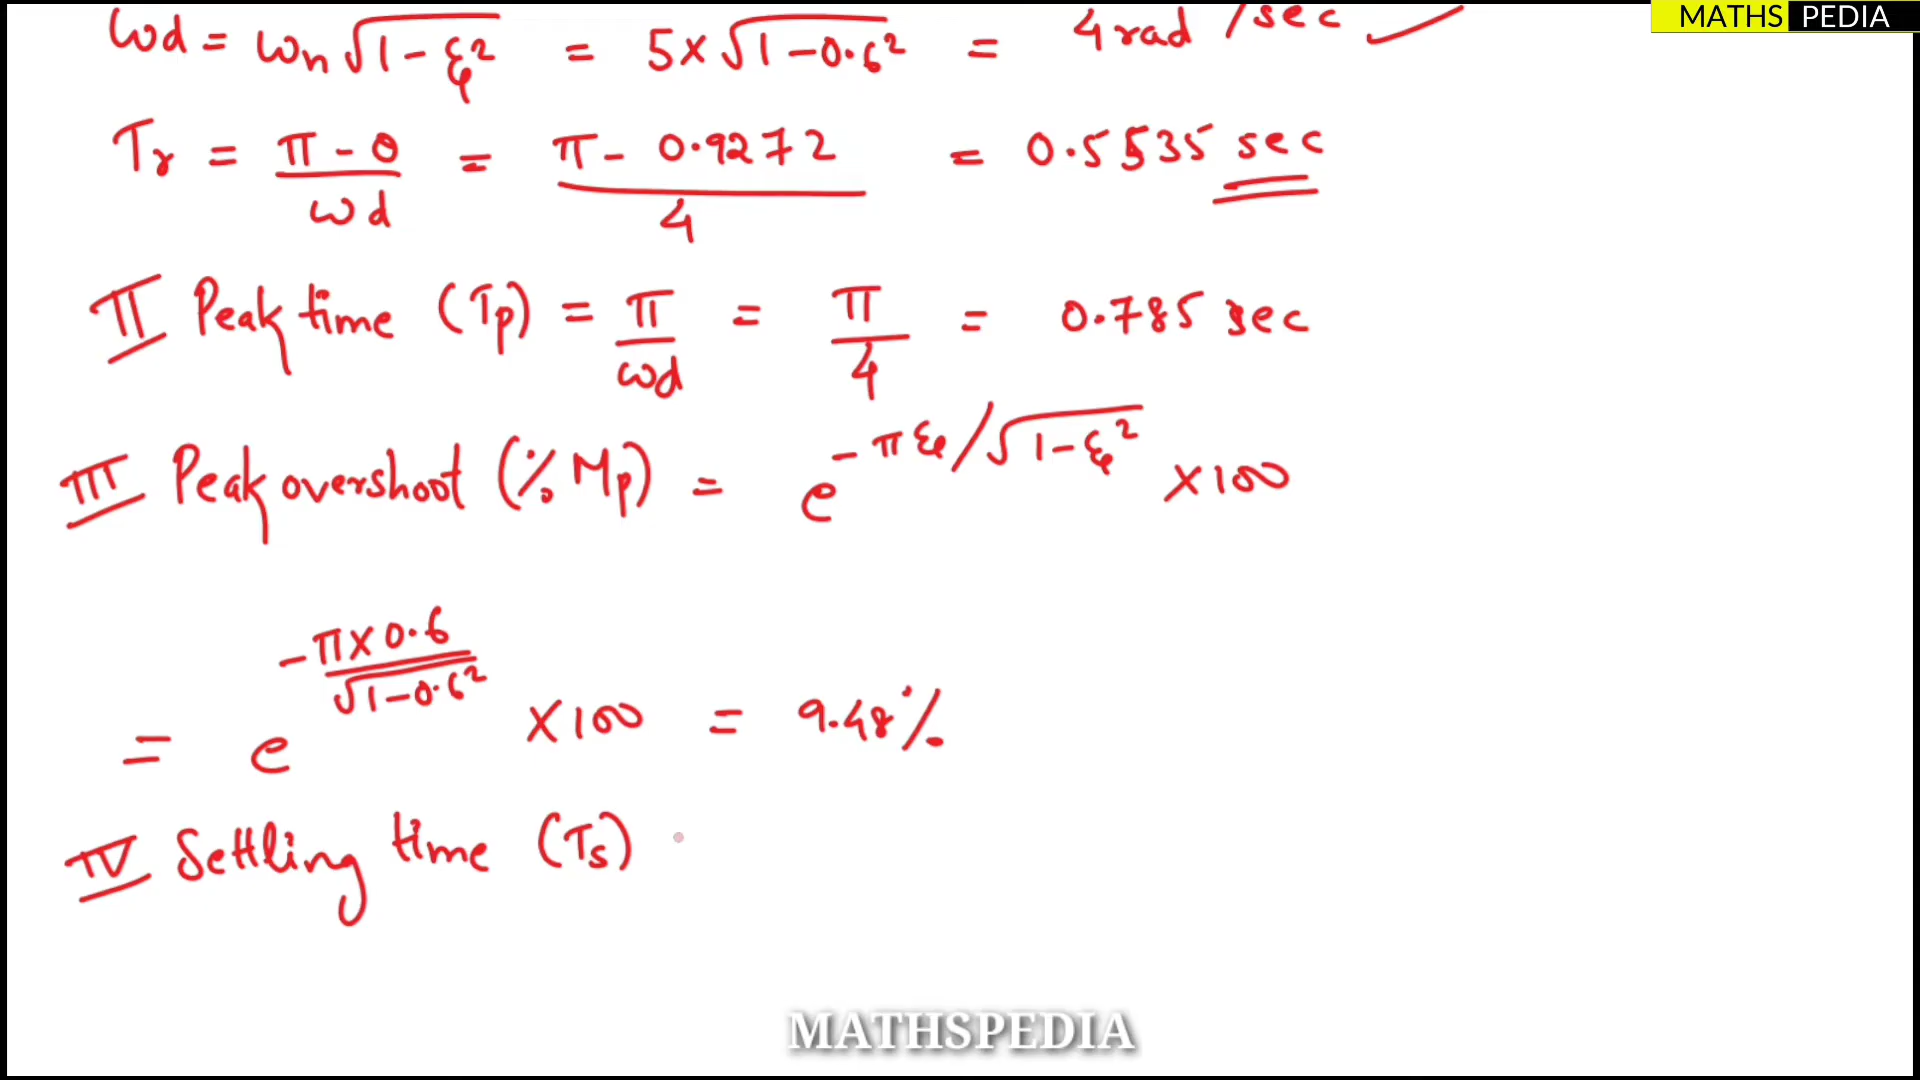 MATHS PEDIA
ωd = ωn √1-ξ² = 5×√1-0.6² = 4 rad/sec ✓
Tr = π-θ/ωd = π-0.9272/4 = 0.5535 sec
II Peak time (Tp) = π/ωd = π/4 = 0.785 sec
III Peak overshoot (% Mp) = e^-πξ/√1-ξ² ×100
= e^-π×0.6/√1-0.6² ×100 = 9.48%
IV Settling time (Ts)
MATHSPEDIA